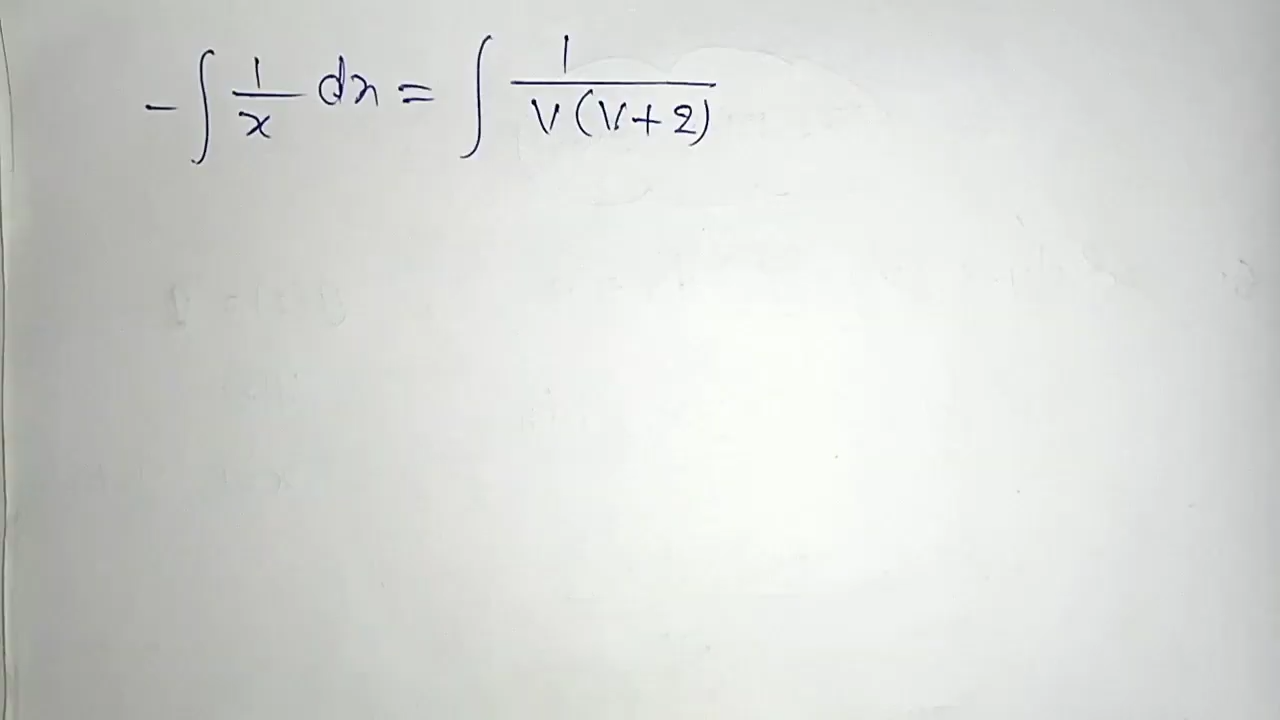 -∫ 1/x dx = ∫ 1/V(V+2)